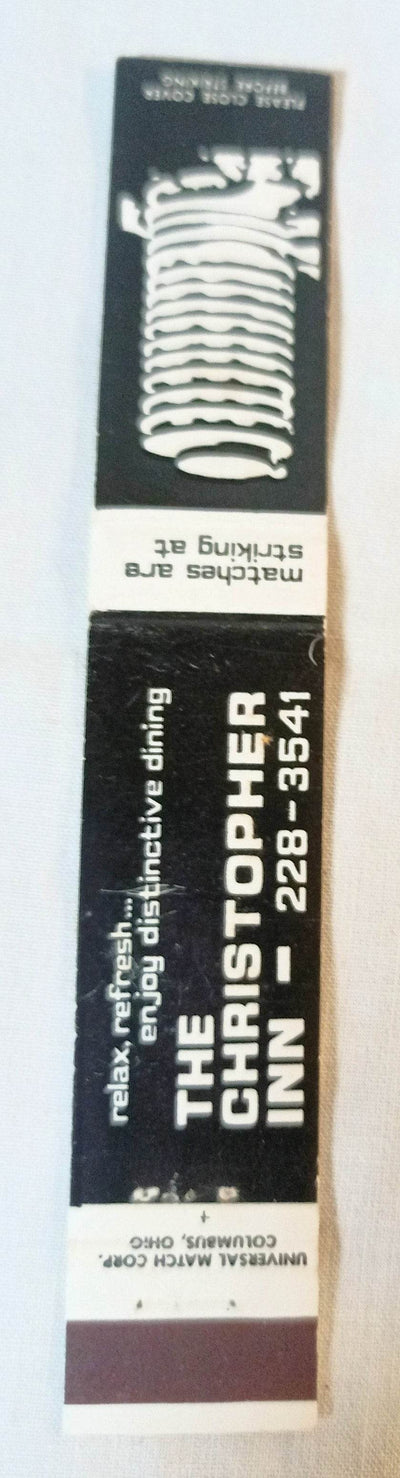 PLEASE CLOSE COVER
BEFORE STRIKING
matches are
striking at
relax, refresh...
enjoy distinctive dining
THE
CHRISTOPHER
INN – 228-3541
UNIVERSAL MATCH CORP.
COLUMBUS, OHIO